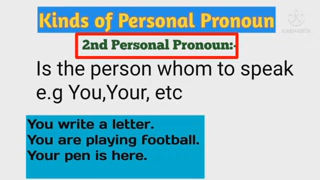 Kinds of Personal Pronoun
2nd Personal Pronoun:-
Is the person whom to speak
e.g You,Your, etc
You write a letter.
You are playing football.
Your pen is here.